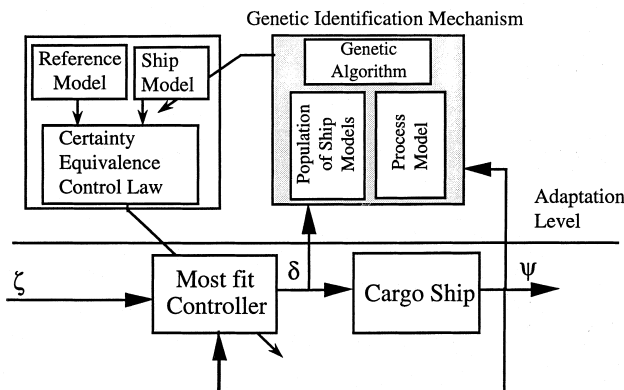 Genetic Identification Mechanism
Reference
Model
Ship
Model
Certainty
Equivalence
Control Law
Genetic
Algorithm
Population
of Ship
Models
Process
Model
Adaptation
Level
ζ
Most fit
Controller
δ
Cargo Ship
ψ